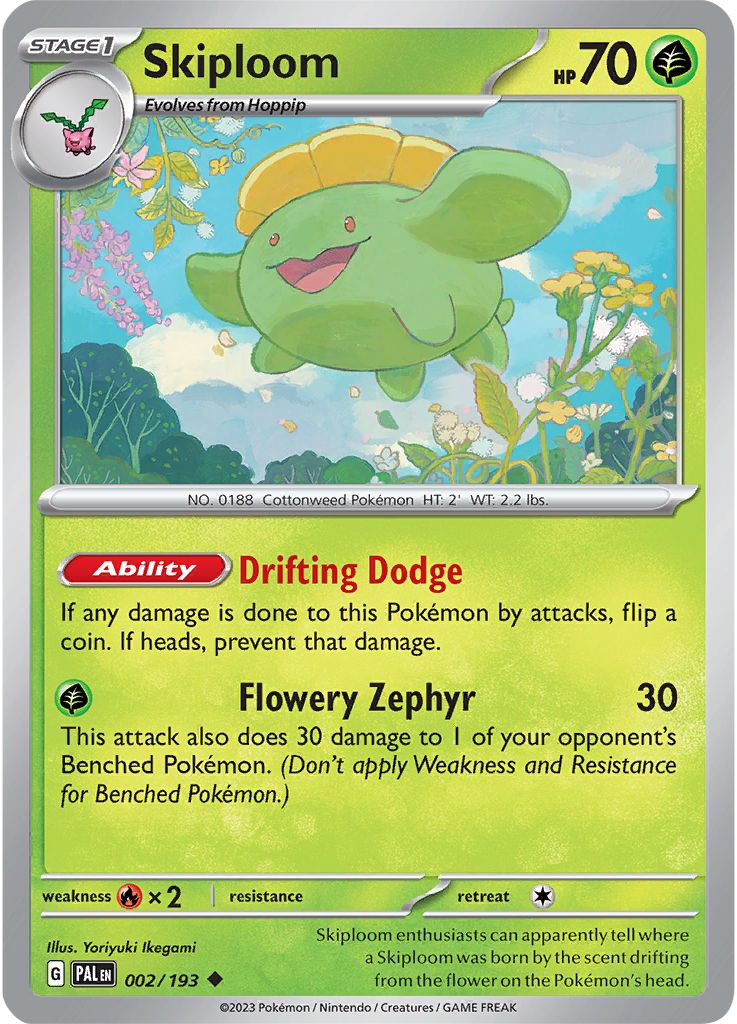 STAGE1
Skiploom
HP 70
Evolves from Hoppip
NO. 0188 Cottonweed Pokémon HT: 2' WT: 2.2 lbs.
Ability Drifting Dodge
If any damage is done to this Pokémon by attacks, flip a
coin. If heads, prevent that damage.
Flowery Zephyr 30
This attack also does 30 damage to 1 of your opponent's
Benched Pokémon. (Don't apply Weakness and Resistance
for Benched Pokémon.)
weakness ×2 resistance retreat
Illus. Yoriyuki Ikegami
G PAL EN 002/193
Skiploom enthusiasts can apparently tell where
a Skiploom was born by the scent drifting
from the flower on the Pokémon's head.
©2023 Pokémon / Nintendo / Creatures / GAME FREAK